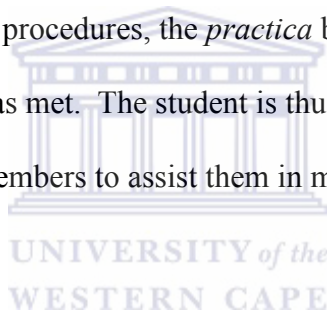 procedures, the practica b
as met. The student is thu
embers to assist them in m
UNIVERSITY of the
WESTERN CAPE